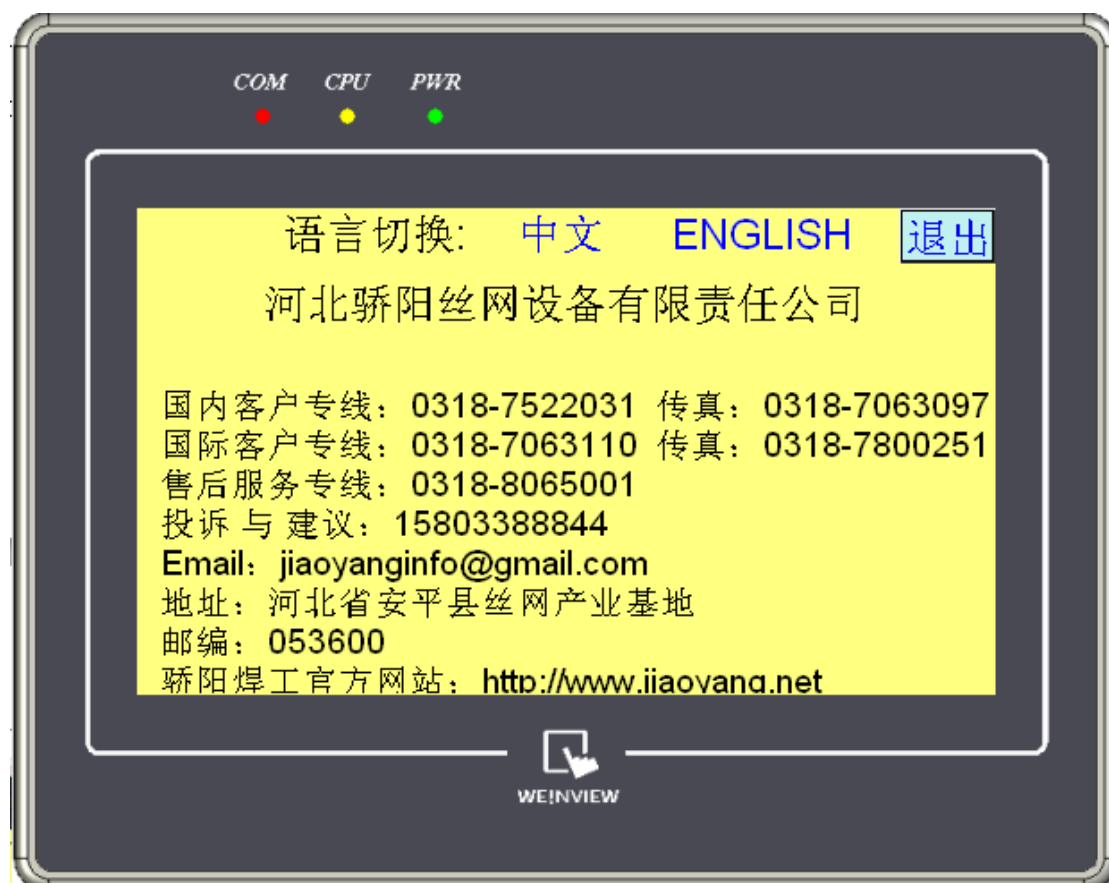 COM CPU PWR
语言切换: 中文 ENGLISH 退出
河北骄阳丝网设备有限责任公司
国内客户专线：0318-7522031 传真：0318-7063097
国际客户专线：0318-7063110 传真：0318-7800251
售后服务专线：0318-8065001
投诉 与 建议：15803388844
Email：jiaoyanginfo@gmail.com
地址：河北省安平县丝网产业基地
邮编：053600
骄阳焊工官方网站：http://www.jiaoyang.net
WE!NVIEW